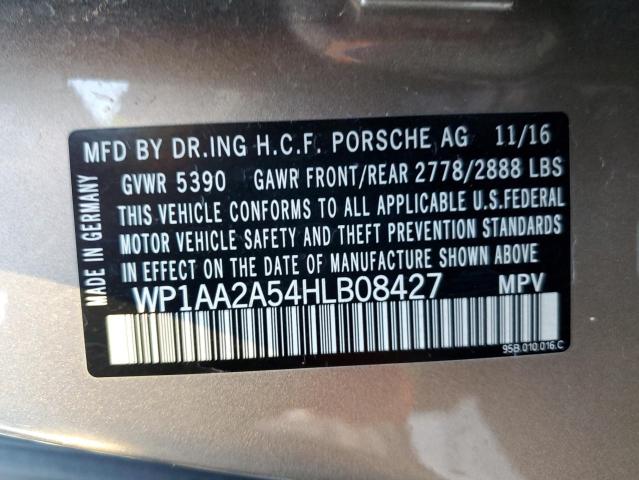 MFD BY DR.ING H.C.F. PORSCHE AG 11/16
GVWR 5390 GAWR FRONT/REAR 2778/2888 LBS
THIS VEHICLE CONFORMS TO ALL APPLICABLE U.S.FEDERAL
MOTOR VEHICLE SAFETY AND THEFT PREVENTION STANDARDS
IN EFFECT ON THE DATE OF MANUFACTURE SHOWN ABOVE
WP1AA2A54HLB08427 MPV
95B.010.016.C
MADE IN GERMANY